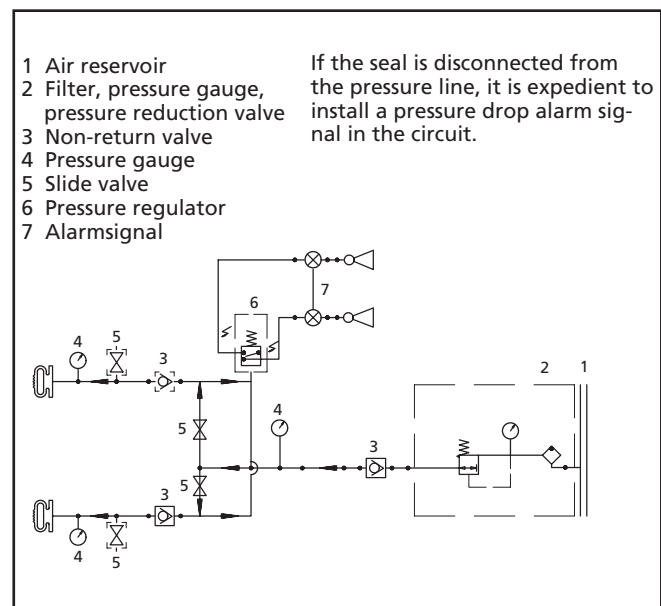 1 Air reservoir
2 Filter, pressure gauge,
pressure reduction valve
3 Non-return valve
4 Pressure gauge
5 Slide valve
6 Pressure regulator
7 Alarmsignal
If the seal is disconnected from
the pressure line, it is expedient to
install a pressure drop alarm sig-
nal in the circuit.
6
7
4
5
3
2
1
5
4
3
5
3
4
5